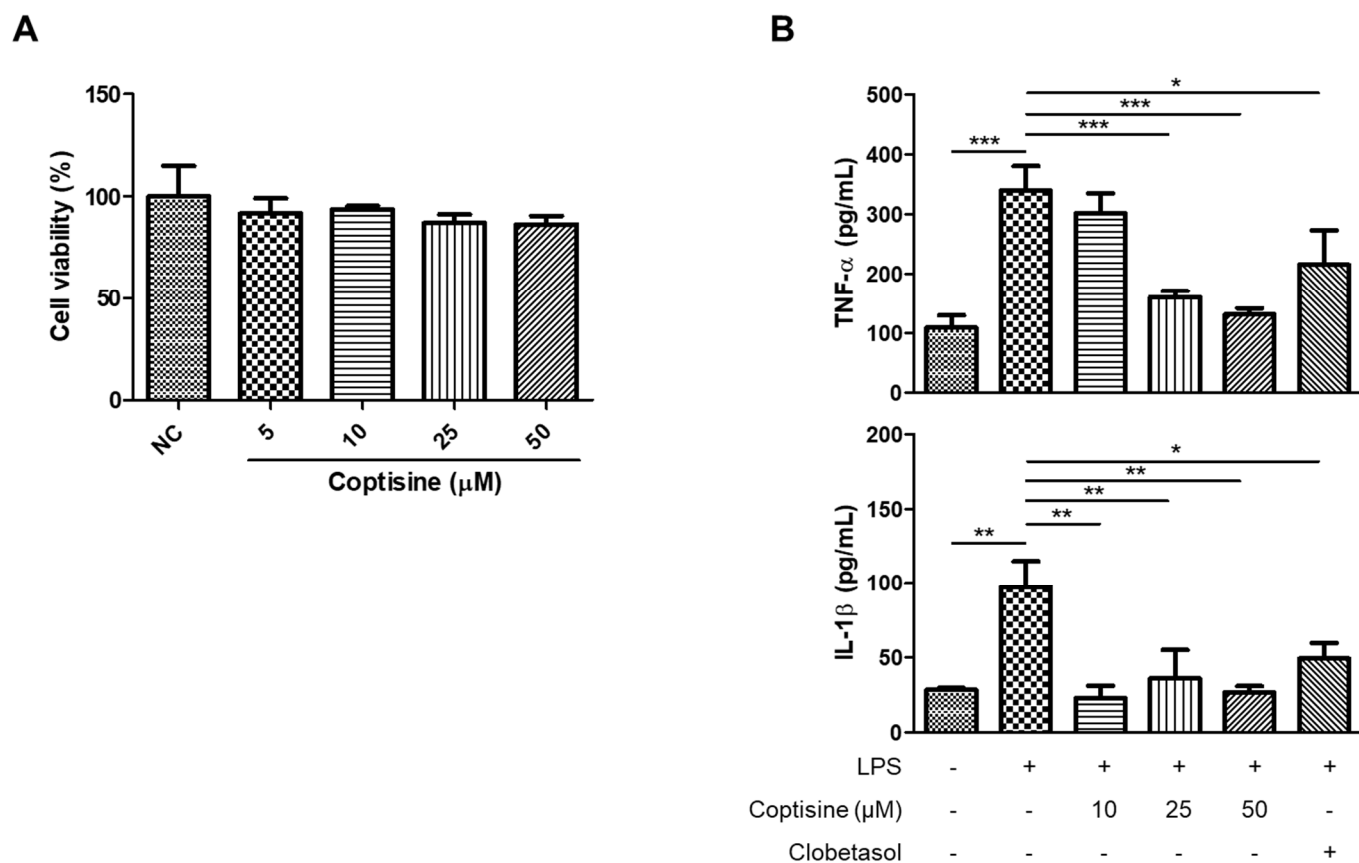 A
Cell viability (%)
150
100
50
0
NC
5
10
25
50
Coptisine (μM)
B
TNF-α (pg/mL)
500
400
300
200
100
0
*
***
***
***
IL-1β (pg/mL)
200
150
100
50
0
*
**
**
**
**
LPS - + + + + +
Coptisine (μM) - - 10 25 50 -
Clobetasol - - - - - +